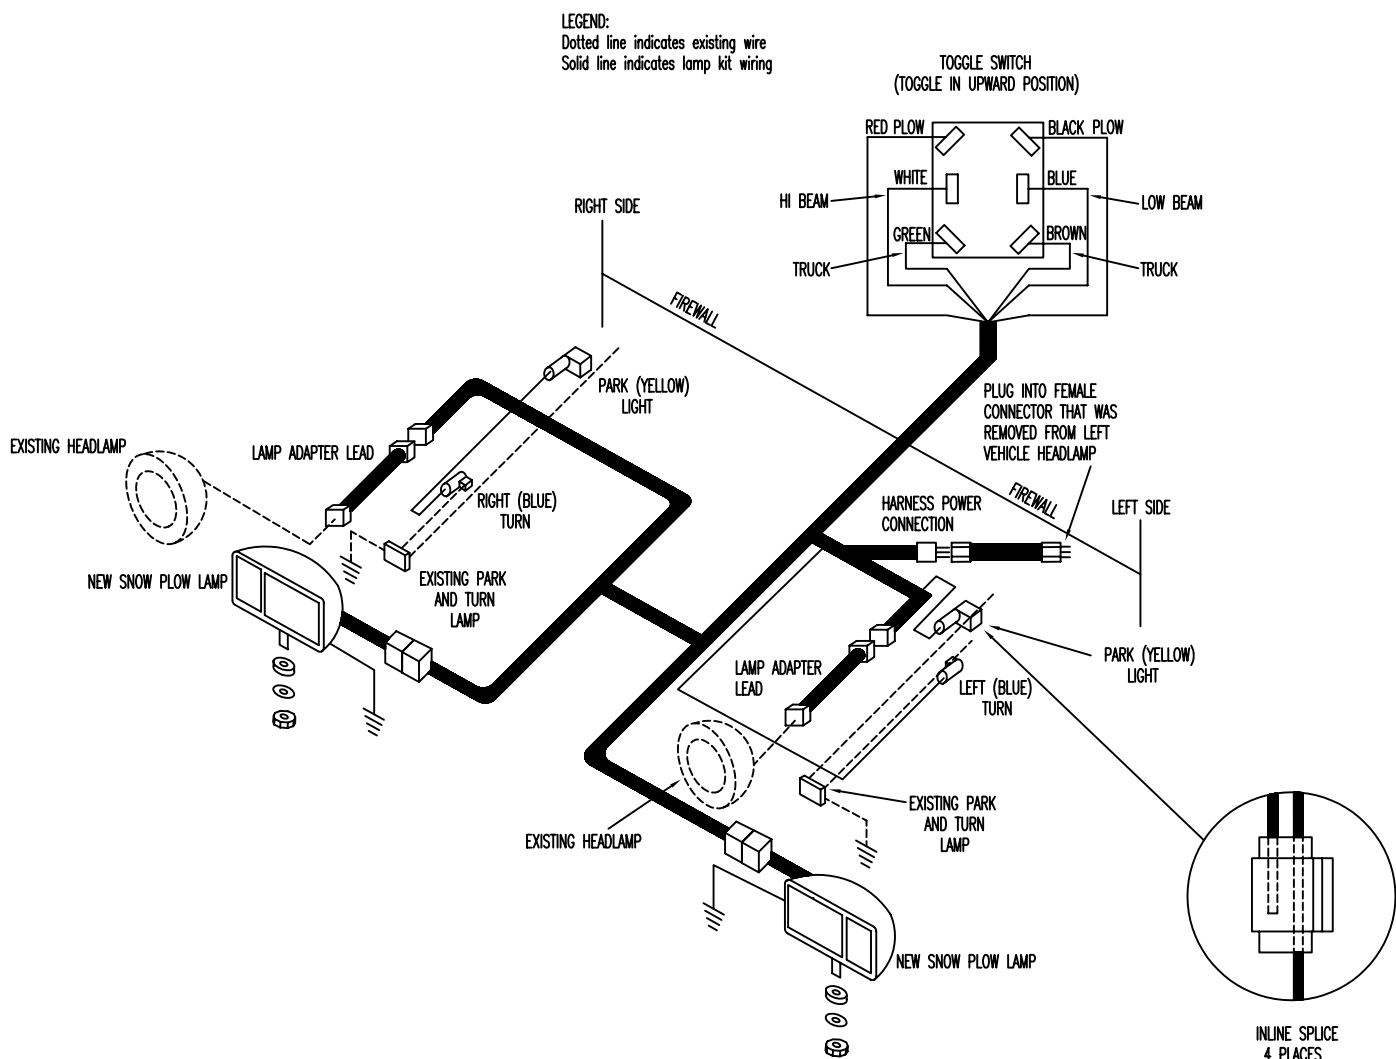 LEGEND:
Dotted line indicates existing wire
Solid line indicates lamp kit wiring
TOGGLE SWITCH
(TOGGLE IN UPWARD POSITION)
RED PLOW
BLACK PLOW
WHITE
BLUE
HI BEAM
LOW BEAM
GREEN
BROWN
TRUCK
TRUCK
RIGHT SIDE
FIREWALL
PARK (YELLOW)
LIGHT
PLUG INTO FEMALE
CONNECTOR THAT WAS
REMOVED FROM LEFT
VEHICLE HEADLAMP
EXISTING HEADLAMP
LAMP ADAPTER LEAD
RIGHT (BLUE)
TURN
HARNESS POWER
CONNECTION
FIREWALL
LEFT SIDE
NEW SNOW PLOW LAMP
EXISTING PARK
AND TURN
LAMP
LAMP ADAPTER
LEAD
LEFT (BLUE)
TURN
PARK (YELLOW)
LIGHT
EXISTING HEADLAMP
EXISTING PARK
AND TURN
LAMP
NEW SNOW PLOW LAMP
INLINE SPLICE
4 PLACES